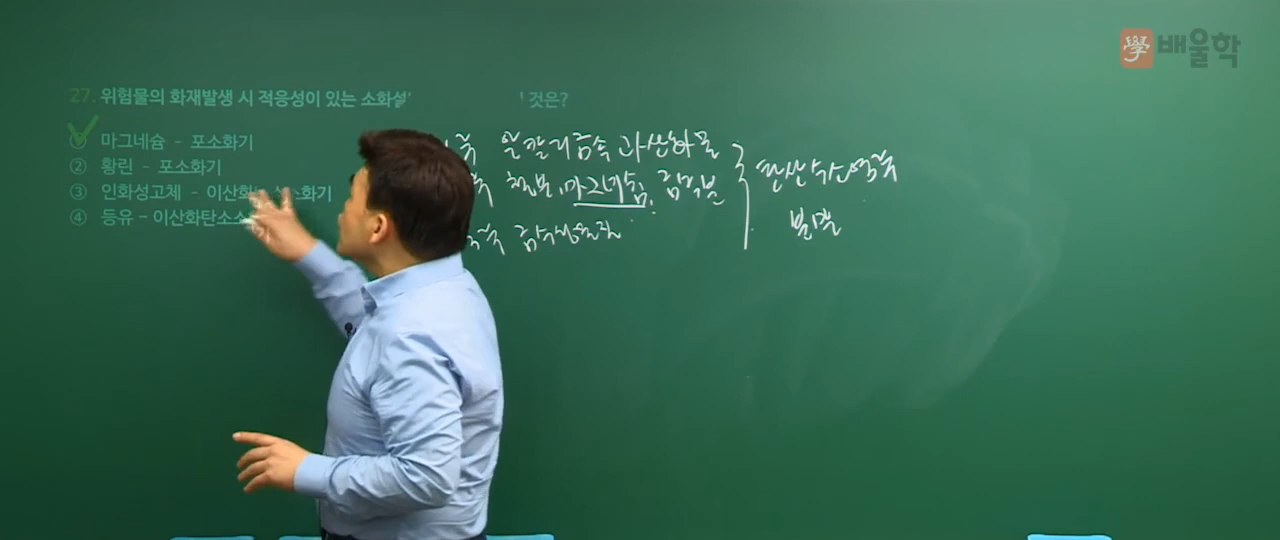 學 배울학
27. 위험물의 화재발생 시 적응성이 있는 소화설 것은?
① 마그네슘 - 포소화기
② 황린 - 포소화기
③ 인화성고체 - 이산화 소화기
④ 등유 - 이산화탄소소
알칼리금속 과산화물
철분, 마그네슘, 금속분
금수성물질
탄산수소염류
분말